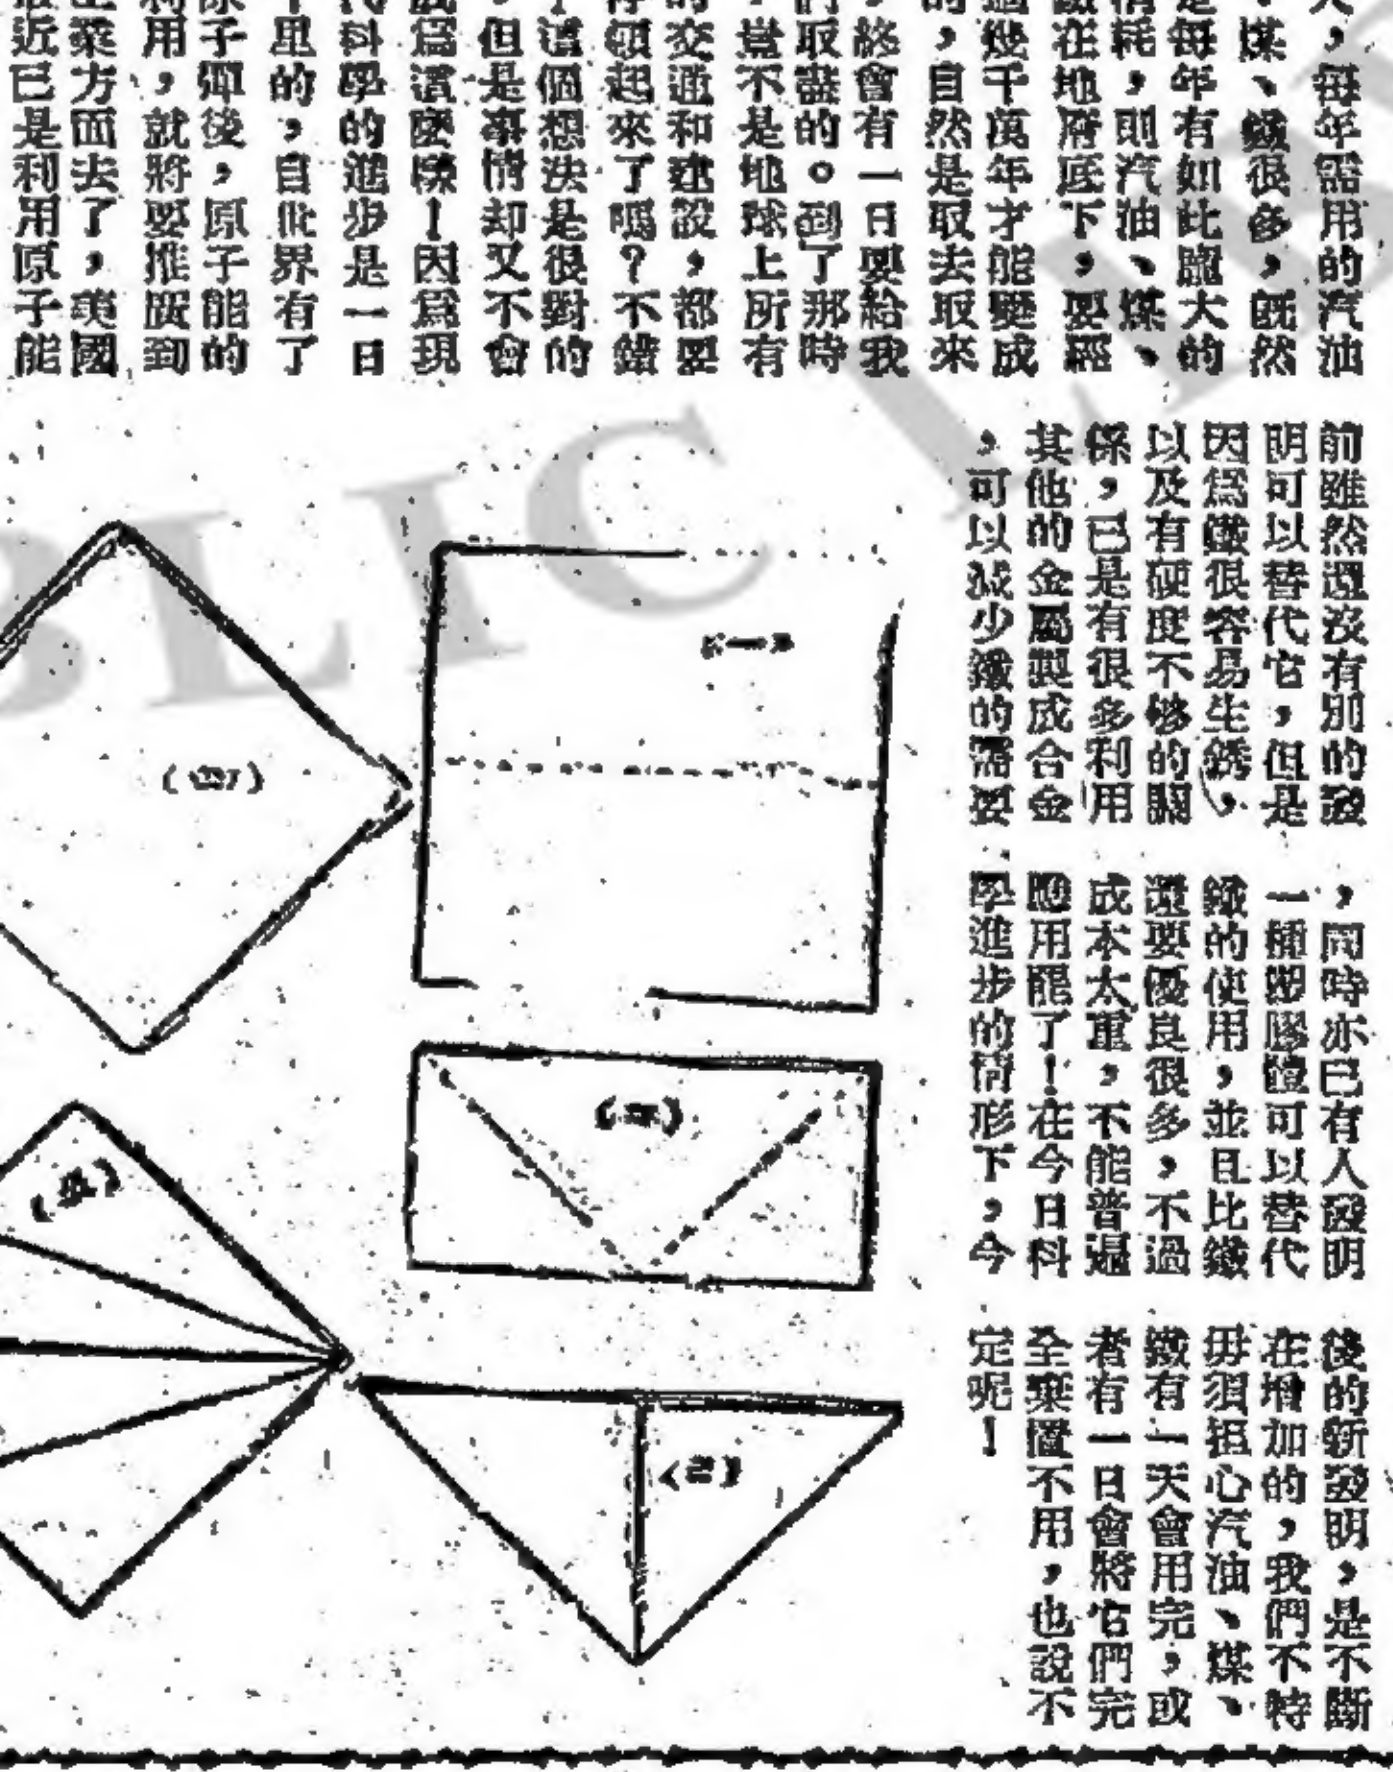 ,每年需用的汽油
、煤、鐵很多,既然
是每年有如此龐大的
消耗,則汽油、煤、
鐵在地府底下,要經
過幾千萬年才能變成
的,自然是取去取來
,終會有一日要給我
們取盡的。到了那時
,豈不是地球上所有
的交通和建設,都要
停頓起來了嗎?不錯
,這個想法是很對的
,但是事情却又不會
成爲這麼樣!因爲現
代科學的進步是一日
千里的,自從世界有了
原子彈後,原子能的
利用,就將要推廣到
工業方面去了,美國
最近已是利用原子能
前雖然還沒有別的發
明可以替代它,但是
因爲鐵很容易生銹,
以及有硬度不够的關
係,已是有很多利用
其他的金屬製成合金
,可以減少鐵的需要
,同時亦已有人發明
一種塑膠體可以替代
鐵的使用,並且比鐵
還要優良很多,不過
成本太重,不能普遍
應用罷了!在今日科
學進步的情形下,今
後的新發明,是不斷
在增加的,我們不特
毋須担心汽油、煤、
鐵有一天會用完,或
者有一日會將它們完
全棄置不用,也說不
定呢!
(一)
(二)
(三)
(四)
PUBLIC LIB